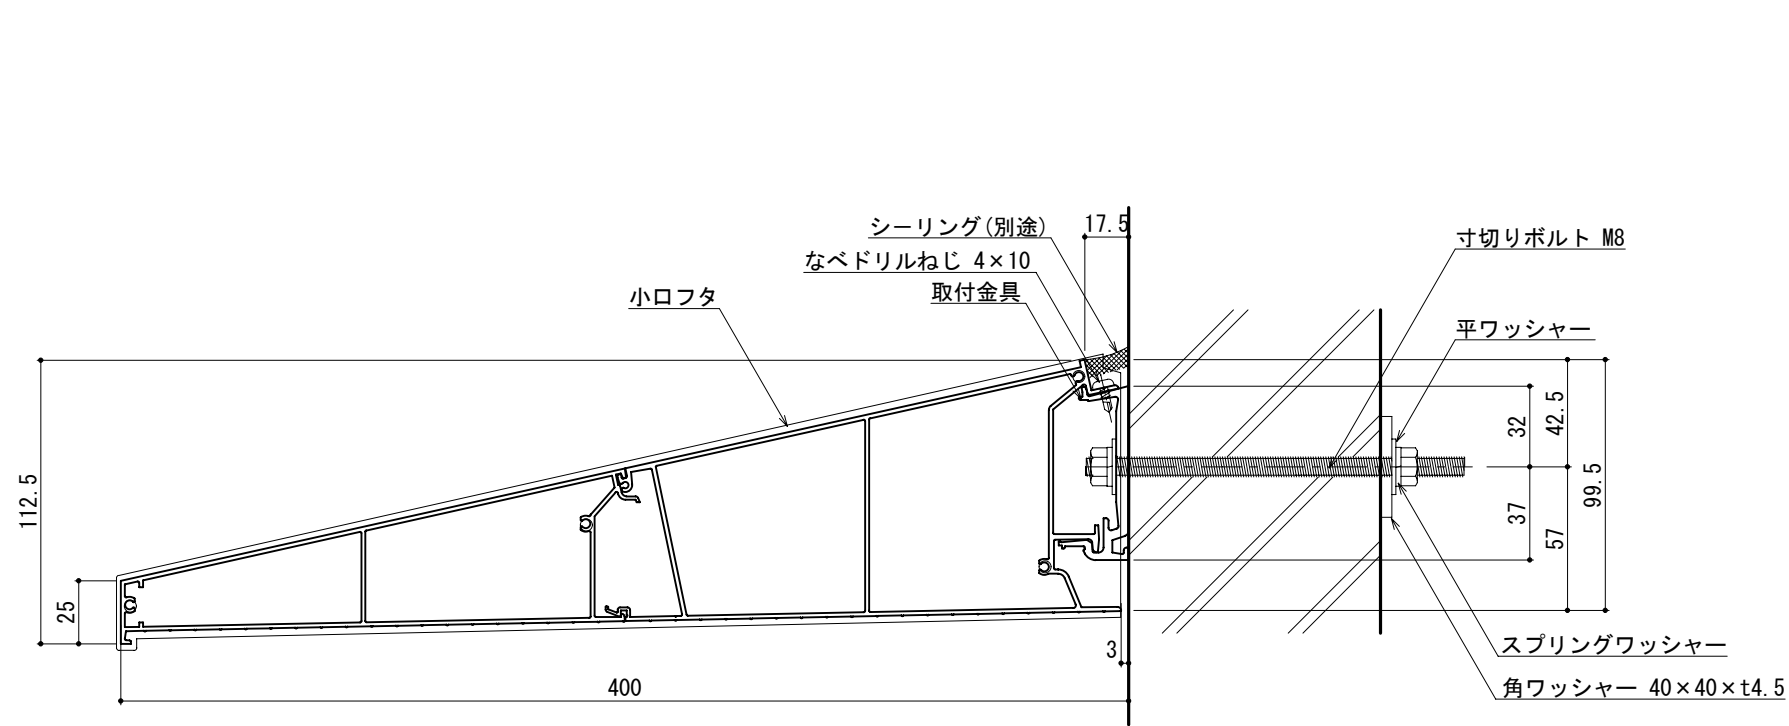 シーリング(別途)
17.5
寸切りボルト M8
なべドリルねじ 4×10
小口フタ
取付金具
平ワッシャー
112.5
32
42.5
99.5
37
57
25
3
スプリングワッシャー
400
角ワッシャー 40×40×t4.5